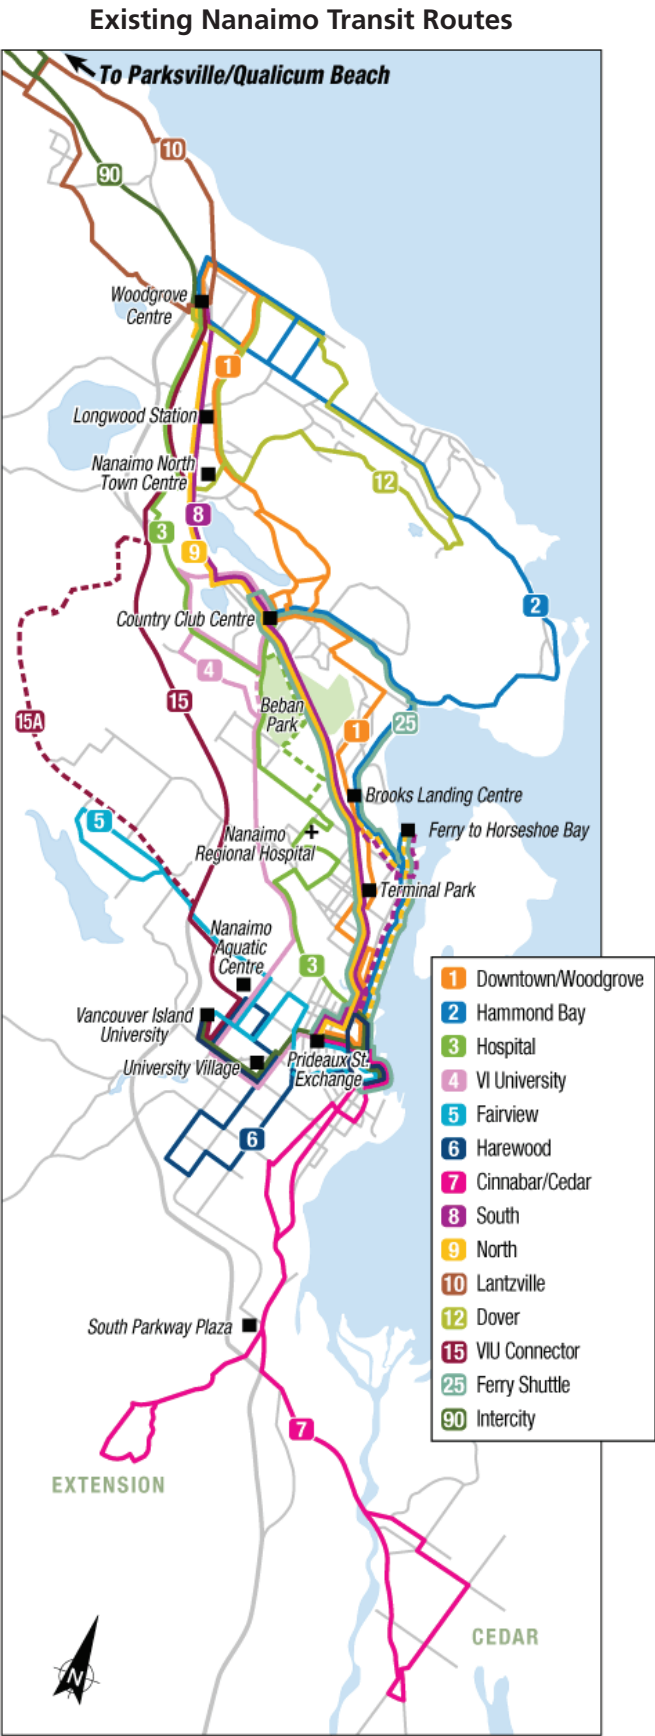 Existing Nanaimo Transit Routes
To Parksville/Qualicum Beach
10
90
Woodgrove
Centre
1
Longwood Station
Nanaimo North
Town Centre
12
8
3
9
2
Country Club Centre
4
15
Beban
Park
15A
1
25
Brooks Landing Centre
5
Nanaimo
Regional Hospital
Ferry to Horseshoe Bay
Terminal Park
Nanaimo
Aquatic
Centre
3
Vancouver Island
University
University Village
Prideaux St.
Exchange
6
1 Downtown/Woodgrove
2 Hammond Bay
3 Hospital
4 VI University
5 Fairview
6 Harewood
7 Cinnabar/Cedar
8 South
9 North
10 Lantzville
12 Dover
15 VIU Connector
25 Ferry Shuttle
90 Intercity
South Parkway Plaza
7
EXTENSION
CEDAR
N